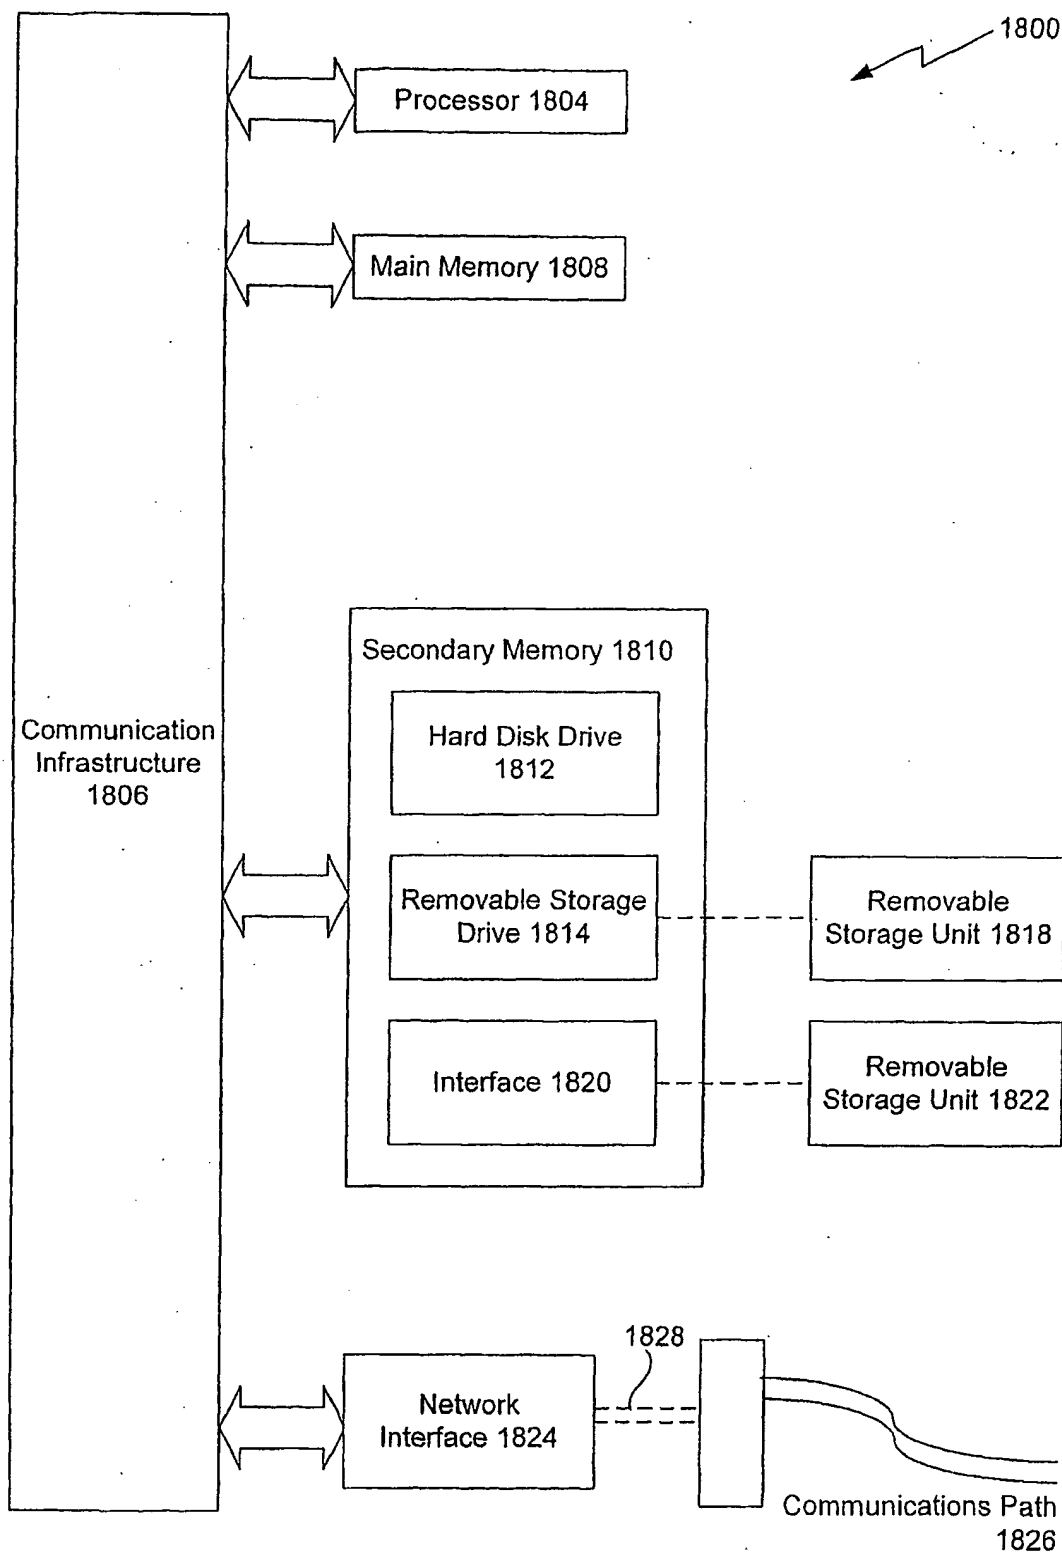 1800
Processor 1804
Main Memory 1808
Secondary Memory 1810
Communication
Infrastructure
1806
Hard Disk Drive
1812
Removable Storage
Drive 1814
Removable
Storage Unit 1818
Interface 1820
Removable
Storage Unit 1822
1828
Network
Interface 1824
Communications Path
1826